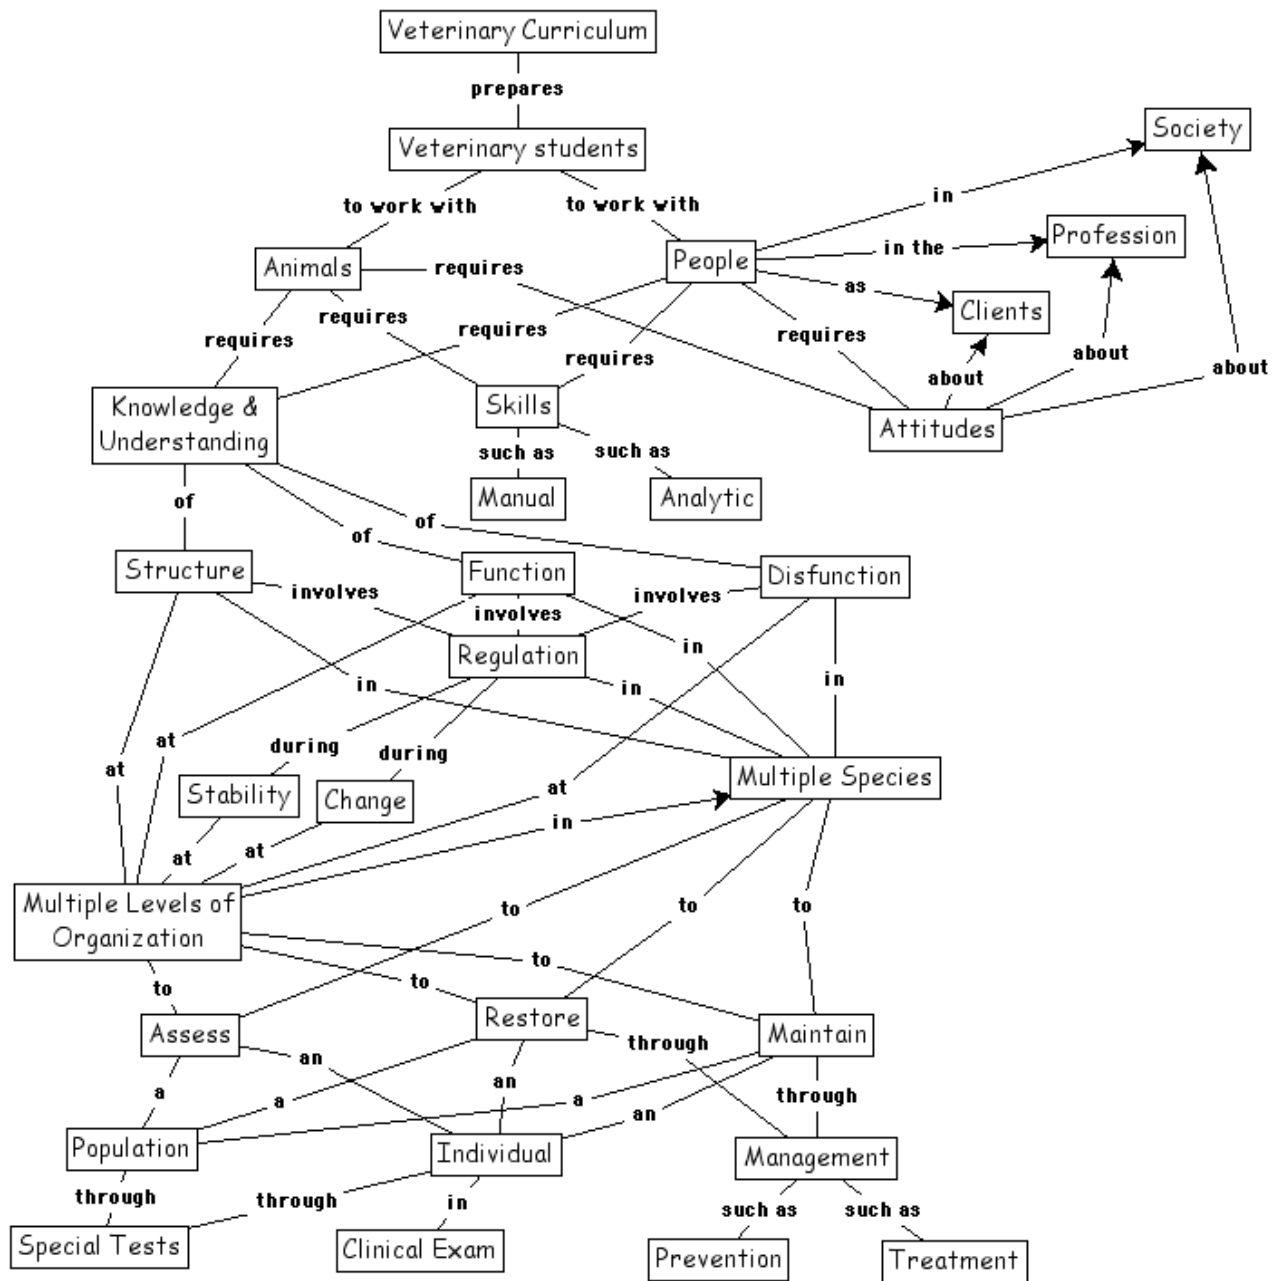 Veterinary Curriculum
prepares
Veterinary students
Society
to work with
to work with
in
Profession
in the
Animals
People
requires
as
Clients
requires
requires
requires
requires
requires
requires
about
about
about
Knowledge &
Understanding
Skills
Attitudes
such as
such as
Manual
Analytic
of
of
of
Structure
Function
Disfunction
involves
involves
involves
Regulation
in
in
in
in
at
at
during
during
Multiple Species
Stability
Change
at
in
at
at
Multiple Levels of
Organization
to
to
to
to
to
to
Assess
Restore
Maintain
an
through
a
a
an
a
an
through
Population
Individual
Management
through
through
in
such as
such as
Special Tests
Clinical Exam
Prevention
Treatment